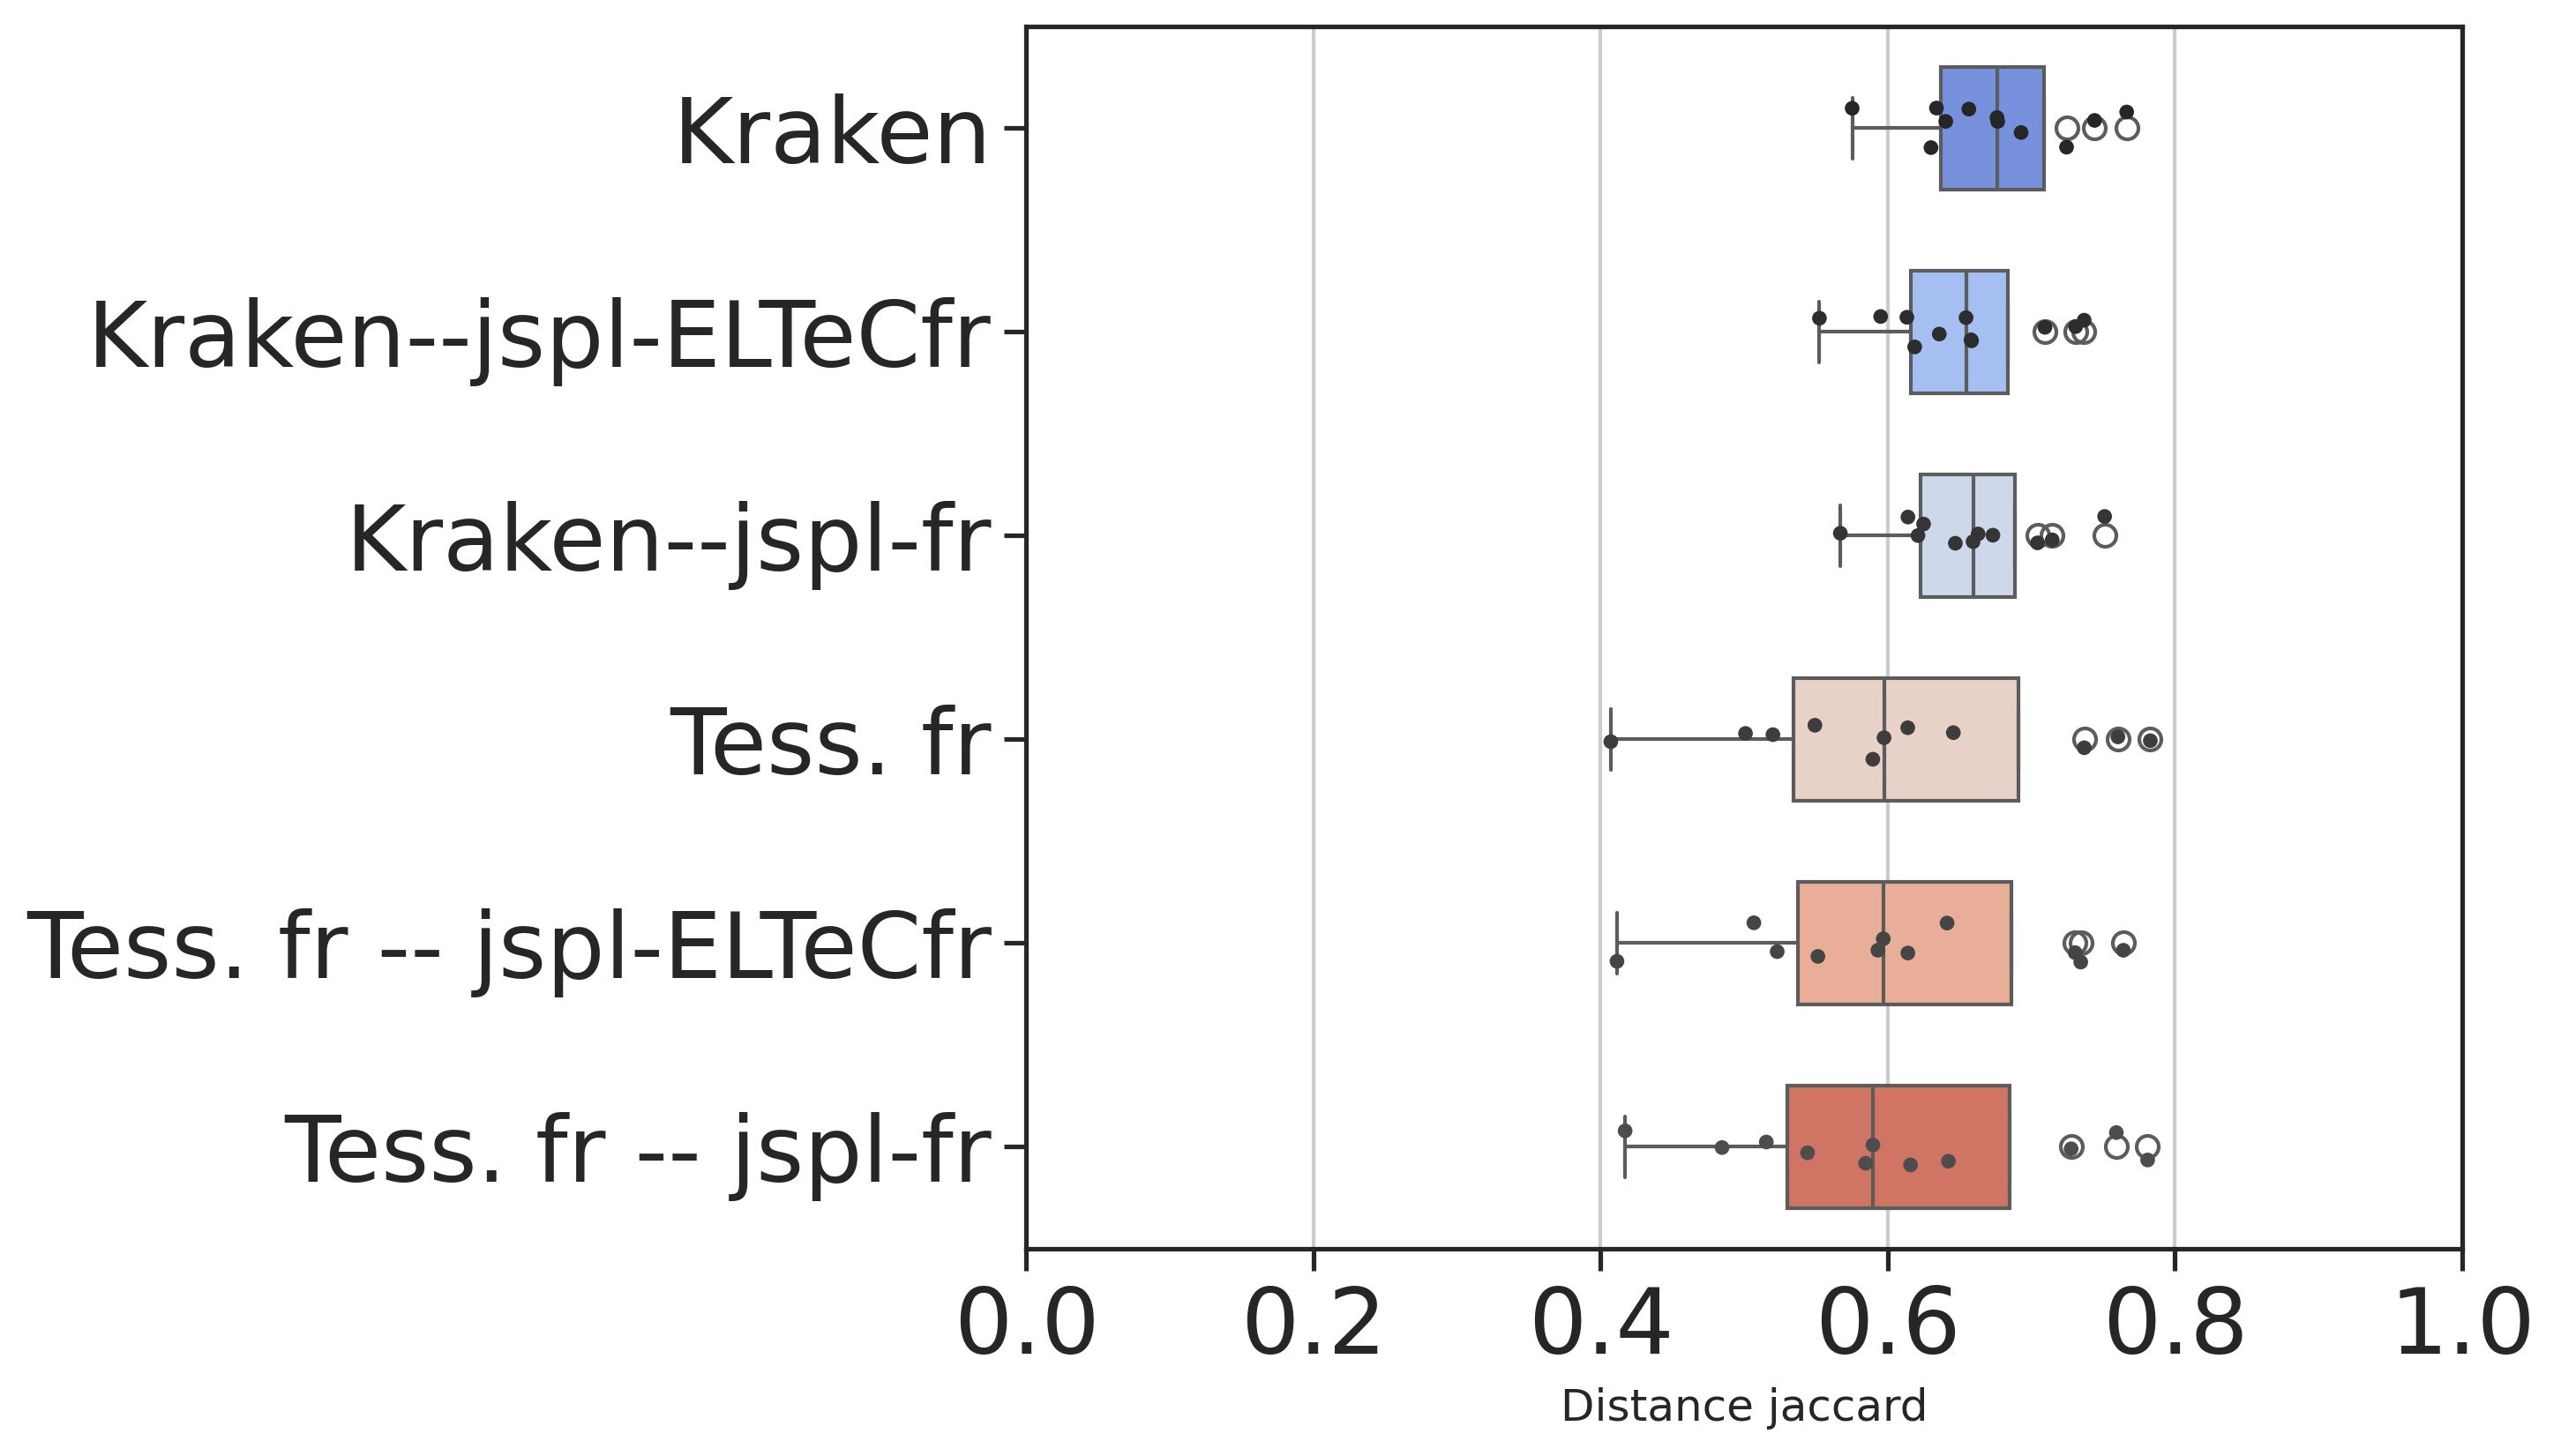 Kraken
Kraken--jspl-ELTeCfr
Kraken--jspl-fr
Tess. fr
Tess. fr -- jspl-ELTeCfr
Tess. fr -- jspl-fr
0.0 0.2 0.4 0.6 0.8 1.0
Distance jaccard